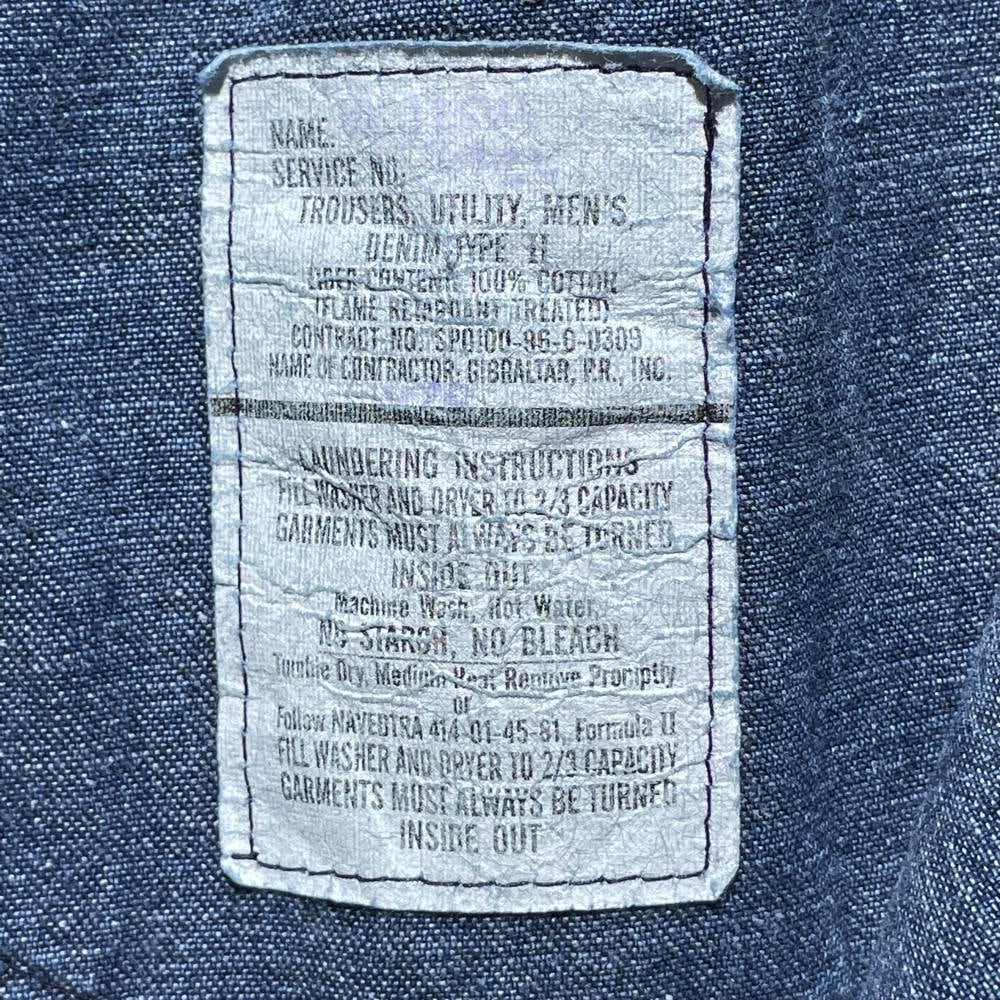 NAME.
SERVICE NO.
TROUSERS, UTILITY, MEN'S,
DENIM TYPE II
FIBER CONTENT: 100% COTTON
(FLAME RETARDANT TREATED)
CONTRACT NO. SPO100-96-D-0309
NAME OF CONTRACTOR. GIBRALTAR, P.R., INC.
LAUNDERING INSTRUCTIONS
FILL WASHER AND DRYER TO 2/3 CAPACITY
GARMENTS MUST ALWAYS BE TURNED
INSIDE OUT
Machine Wash, Hot Water,
NO STARCH, NO BLEACH
Tumble Dry, Medium Heat Remove Promptly
or
Follow NAVEDTRA 414-01-45-81, Formula II
FILL WASHER AND DRYER TO 2/3 CAPACITY
GARMENTS MUST ALWAYS BE TURNED
INSIDE OUT